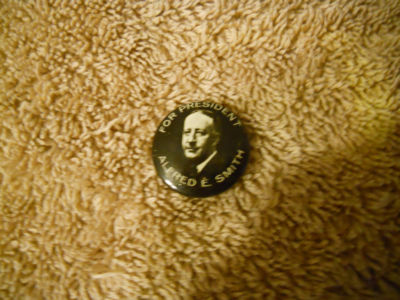 FOR PRESIDENT
ALFRED E. SMITH